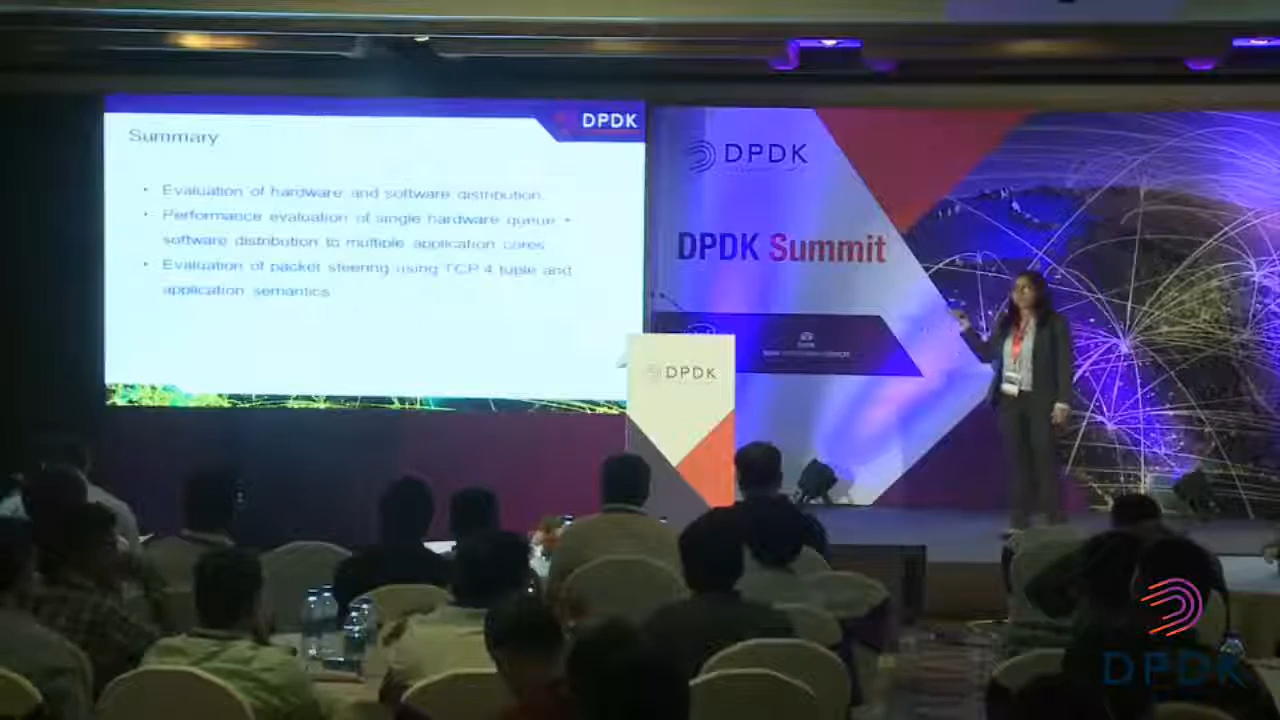 DPDK
Summary
• Evaluation of hardware and software distribution.
• Performance evaluation of single hardware queue +
software distribution to multiple application cores
• Evaluation of packet steering using TCP 4 tuple and
application semantics
DPDK
DPDK Summit
DPDK
DPDK